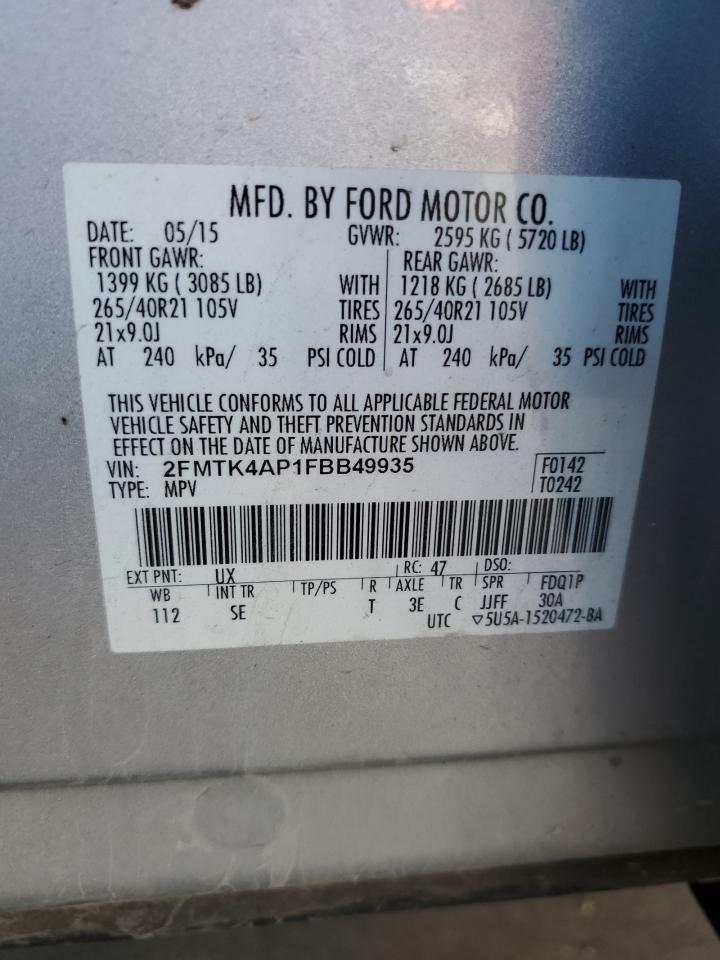 MFD. BY FORD MOTOR CO.
DATE: 05/15 GVWR: 2595 KG ( 5720 LB)
FRONT GAWR: REAR GAWR:
1399 KG ( 3085 LB) WITH 1218 KG ( 2685 LB) WITH
265/40R21 105V TIRES 265/40R21 105V TIRES
21x9.0J RIMS 21x9.0J RIMS
AT 240 kPa/ 35 PSI COLD AT 240 kPa/ 35 PSI COLD
THIS VEHICLE CONFORMS TO ALL APPLICABLE FEDERAL MOTOR
VEHICLE SAFETY AND THEFT PREVENTION STANDARDS IN
EFFECT ON THE DATE OF MANUFACTURE SHOWN ABOVE.
VIN: 2FMTK4AP1FBB49935 F0142
TYPE: MPV T0242
EXT PNT: UX RC: 47 DSO:
WB INT TR TP/PS R AXLE TR SPR FDQ1P
112 SE T 3E C JJFF 30A
UTC ▽5U5A-1520472-BA